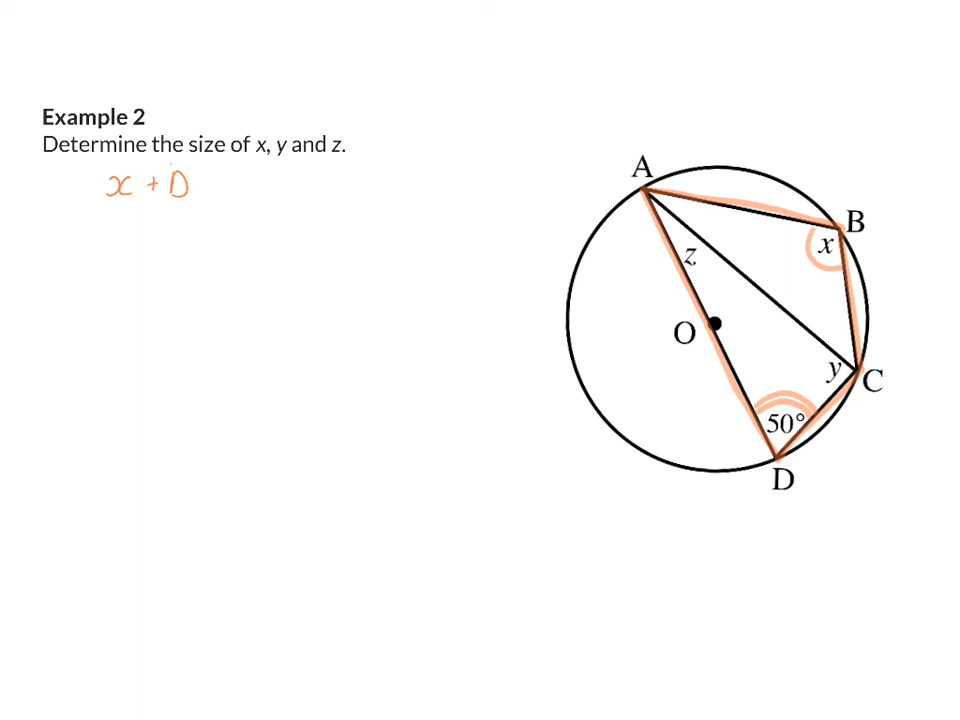 Example 2
Determine the size of x, y and z.
x + D
A
B
x
z
O
y
C
50°
D